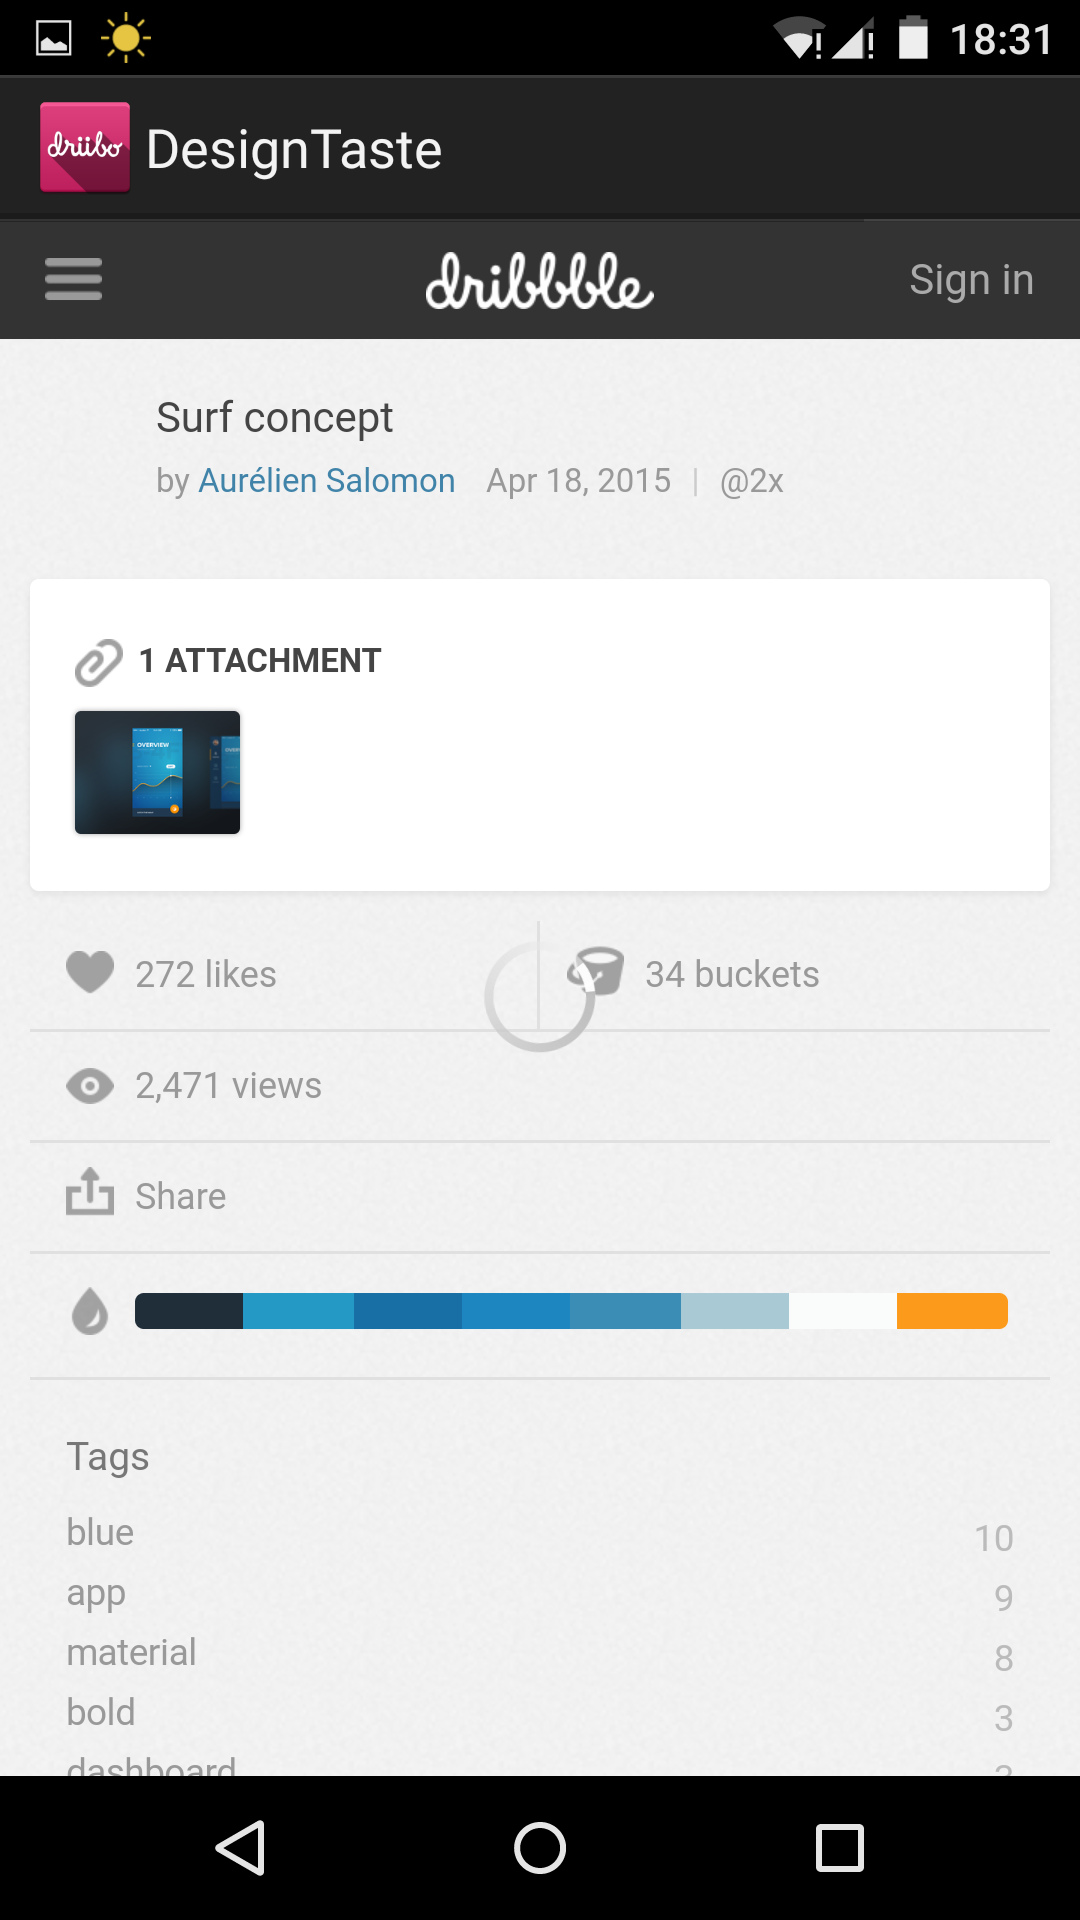 18:31
driibo DesignTaste
dribbble Sign in
Surf concept
by Aurélien Salomon Apr 18, 2015 | @2x
1 ATTACHMENT
OVERVIEW
272 likes 34 buckets
2,471 views
Share
Tags
blue 10
app 9
material 8
bold 3
dashboard